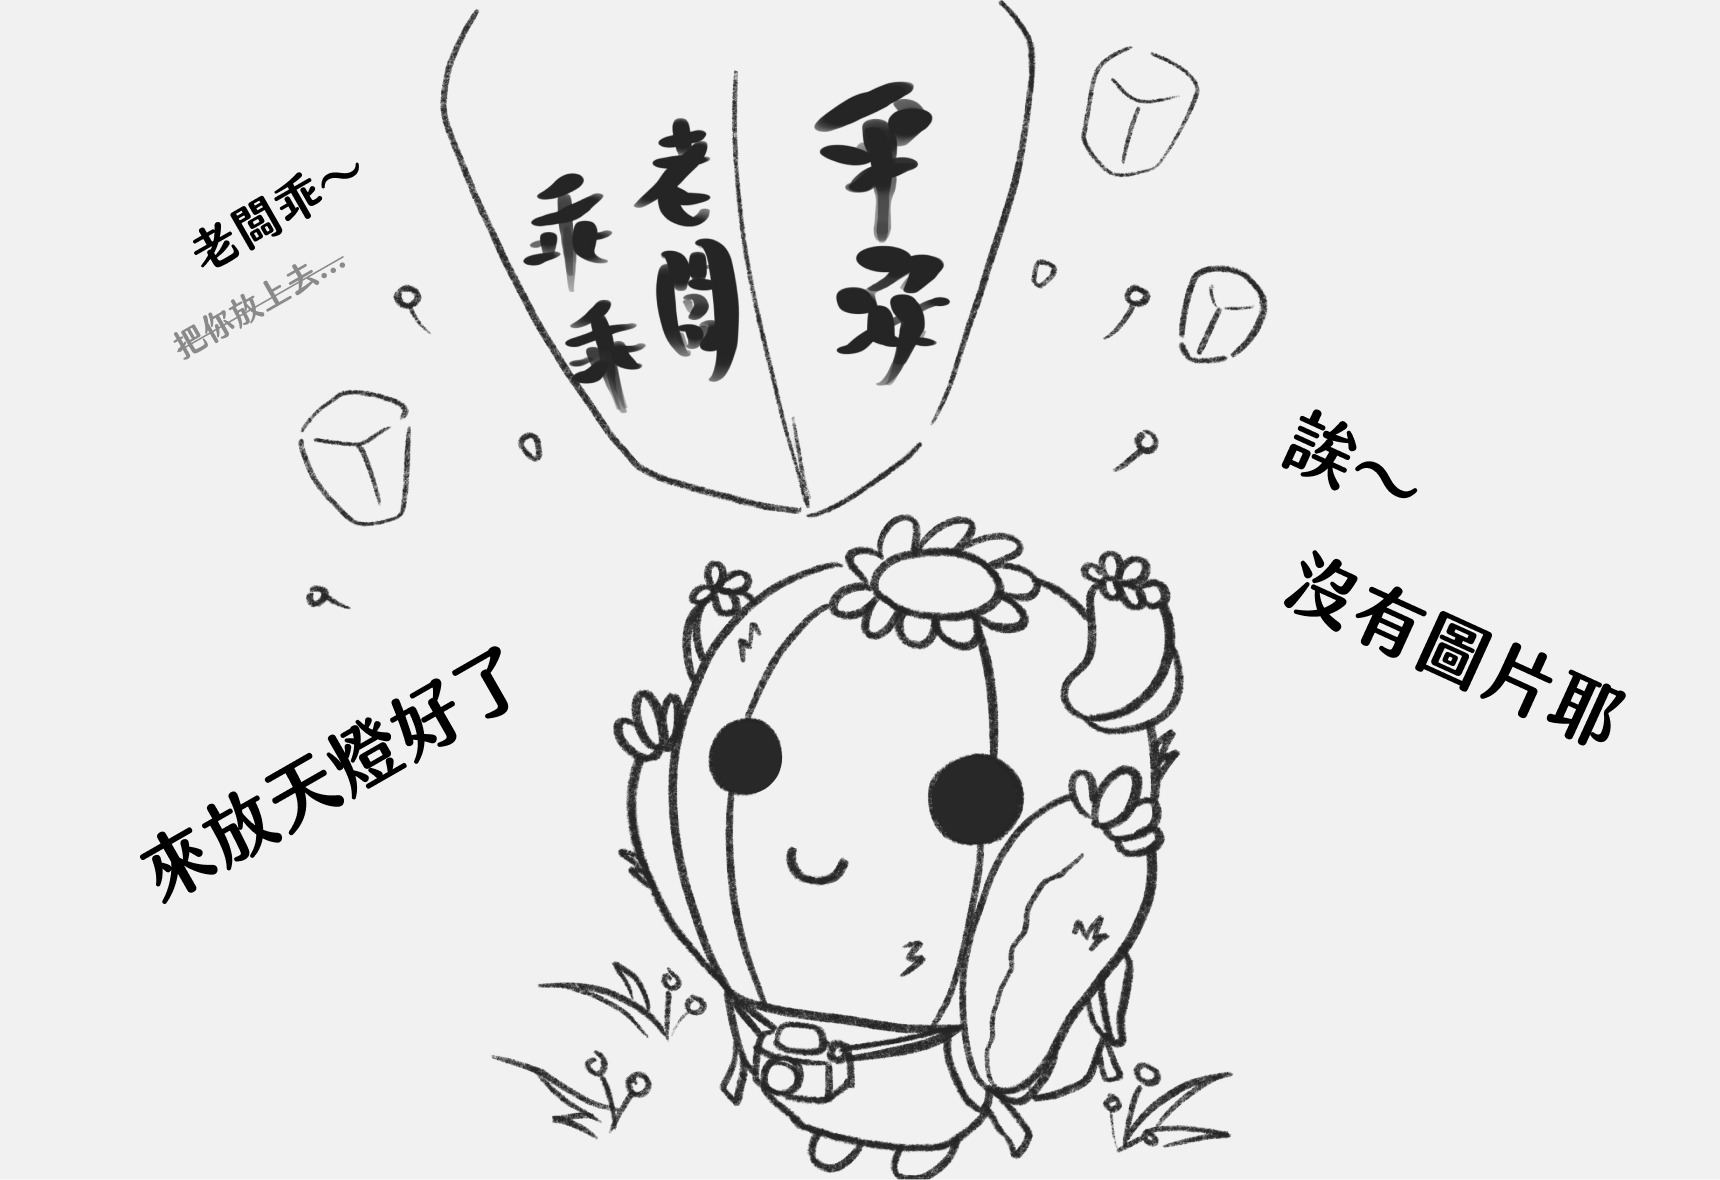 平安
老闆
乖乖
老闆乖～
把你放上去...
誒～
沒有圖片耶
來放天燈好了